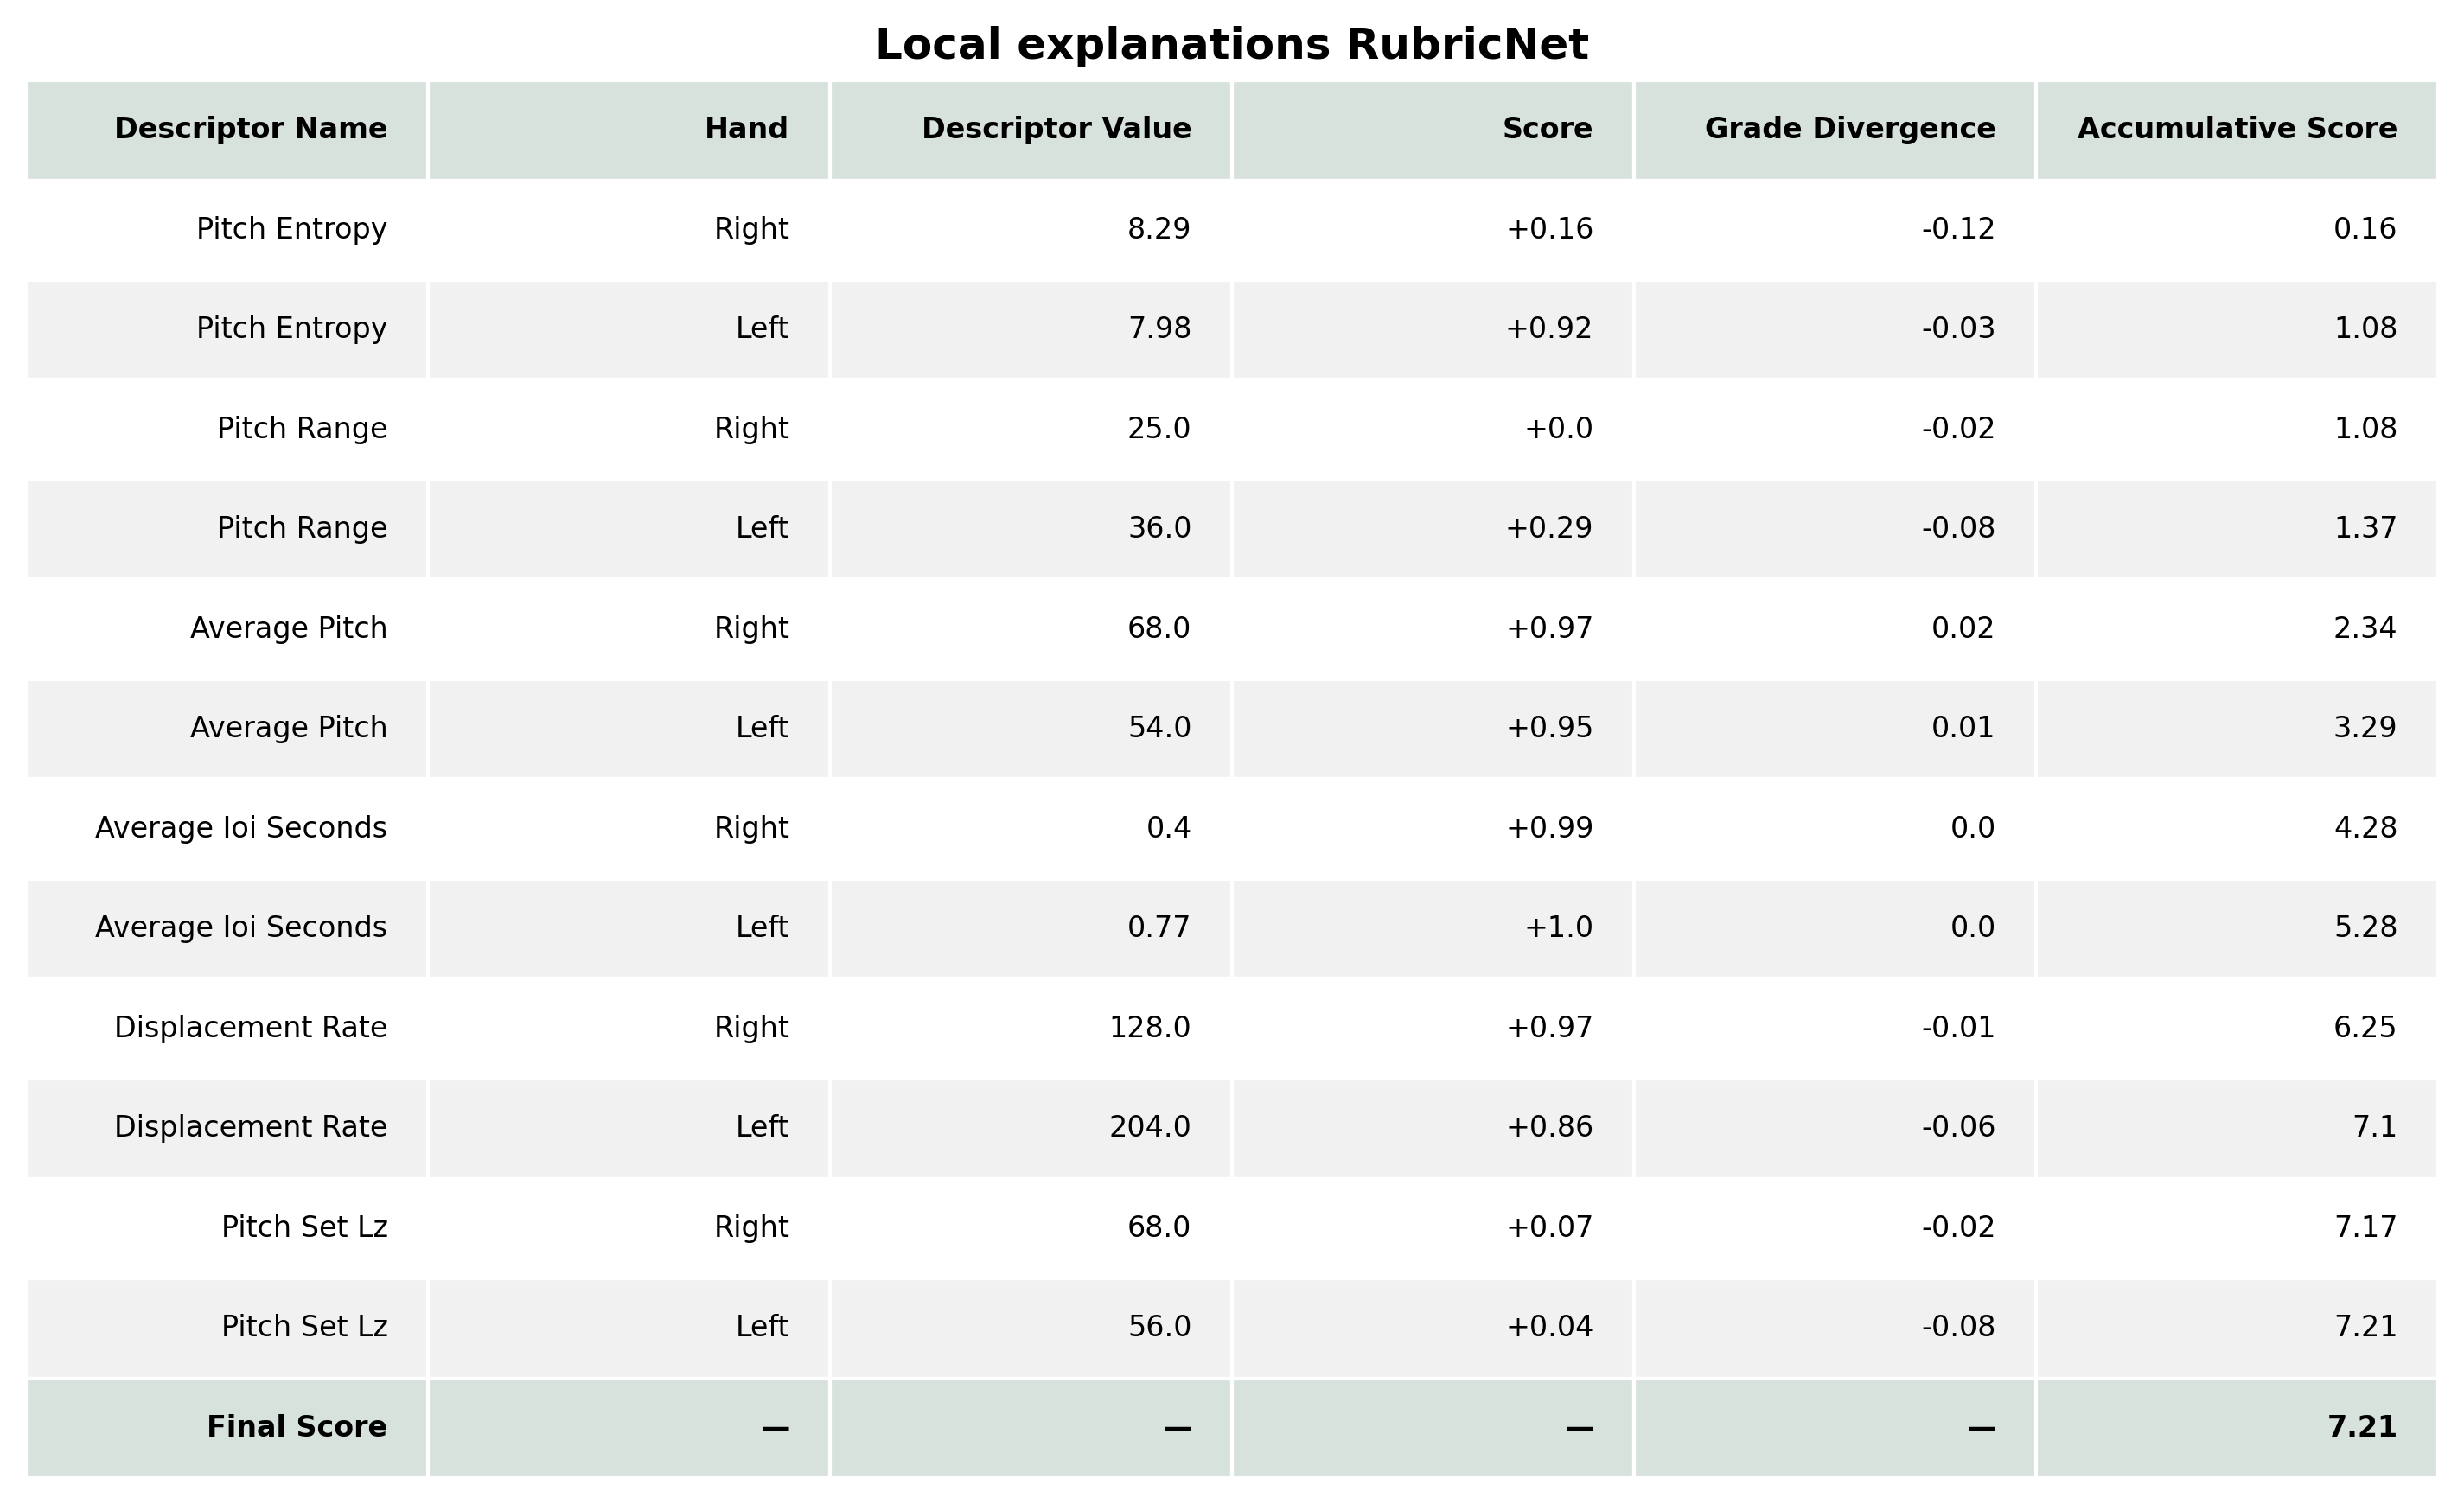 Local explanations RubricNet
Descriptor Name Hand Descriptor Value Score Grade Divergence Accumulative Score
Pitch Entropy Right 8.29 +0.16 -0.12 0.16
Pitch Entropy Left 7.98 +0.92 -0.03 1.08
Pitch Range Right 25.0 +0.0 -0.02 1.08
Pitch Range Left 36.0 +0.29 -0.08 1.37
Average Pitch Right 68.0 +0.97 0.02 2.34
Average Pitch Left 54.0 +0.95 0.01 3.29
Average Ioi Seconds Right 0.4 +0.99 0.0 4.28
Average Ioi Seconds Left 0.77 +1.0 0.0 5.28
Displacement Rate Right 128.0 +0.97 -0.01 6.25
Displacement Rate Left 204.0 +0.86 -0.06 7.1
Pitch Set Lz Right 68.0 +0.07 -0.02 7.17
Pitch Set Lz Left 56.0 +0.04 -0.08 7.21
Final Score — — — — 7.21